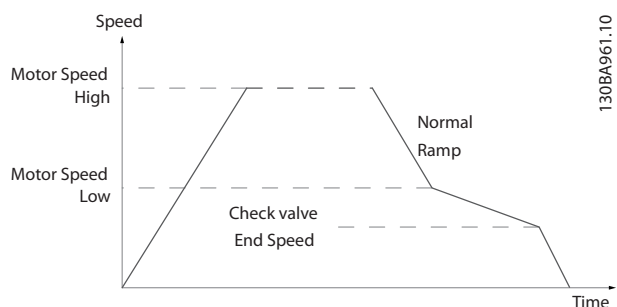 Speed
130BA961.10
Motor Speed
High
Normal
Ramp
Motor Speed
Low
Check valve
End Speed
Time